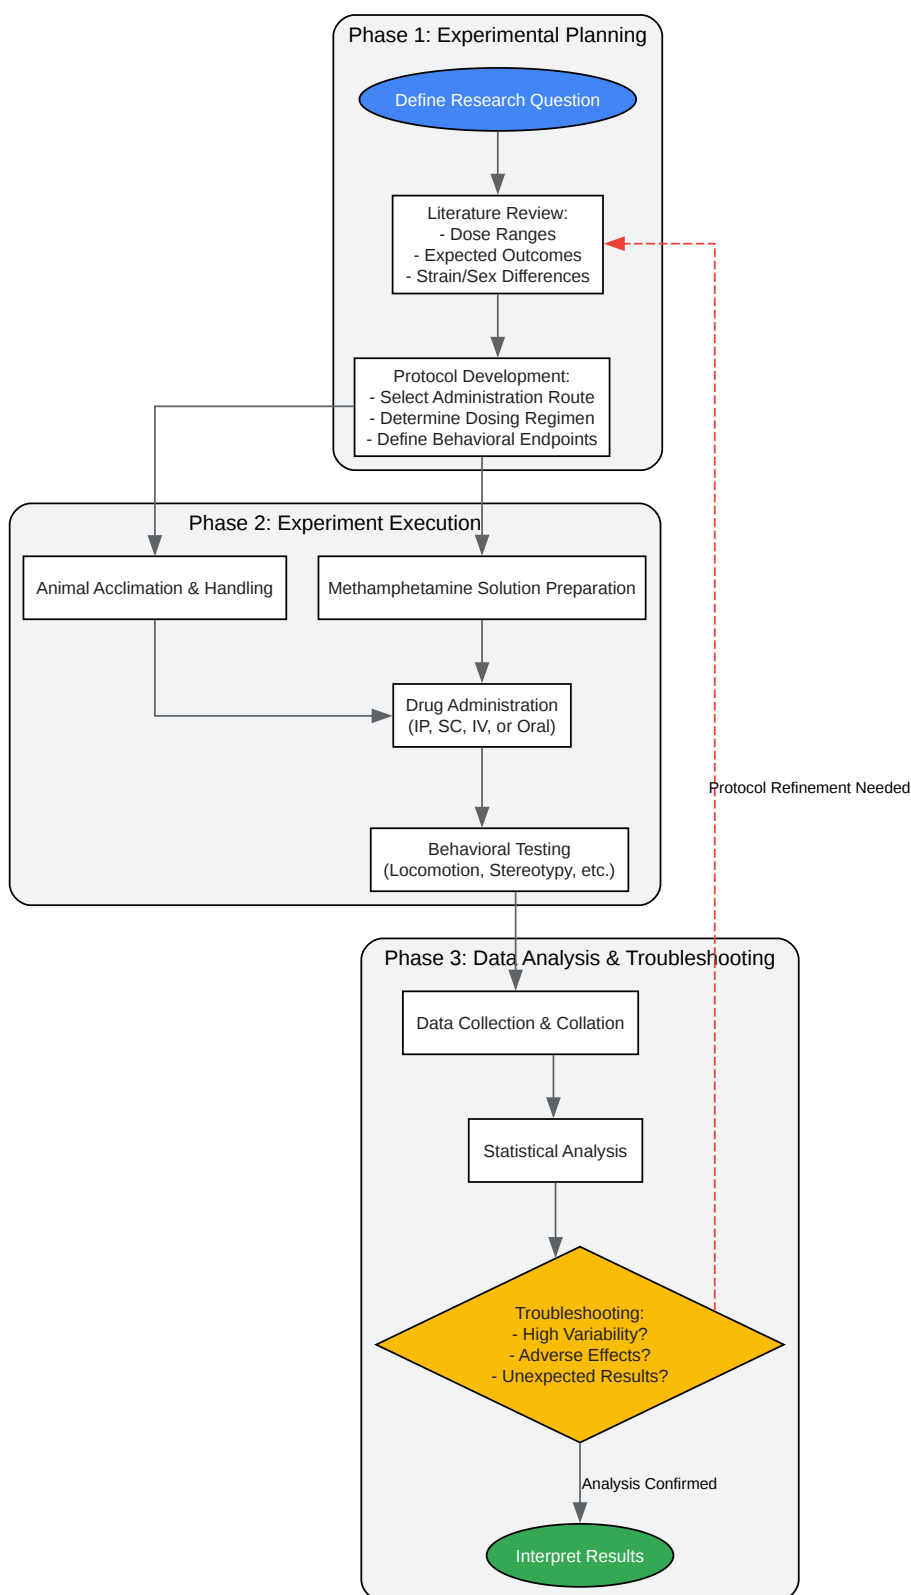 Phase 1: Experimental Planning
Define Research Question
Literature Review:
- Dose Ranges
- Expected Outcomes
- Strain/Sex Differences
Protocol Development:
- Select Administration Route
- Determine Dosing Regimen
- Define Behavioral Endpoints
Phase 2: Experiment Execution
Animal Acclimation & Handling
Methamphetamine Solution Preparation
Drug Administration
(IP, SC, IV, or Oral)
Protocol Refinement Needed
Behavioral Testing
(Locomotion, Stereotypy, etc.)
Phase 3: Data Analysis & Troubleshooting
Data Collection & Collation
Statistical Analysis
Troubleshooting:
- High Variability?
- Adverse Effects?
- Unexpected Results?
Analysis Confirmed
Interpret Results